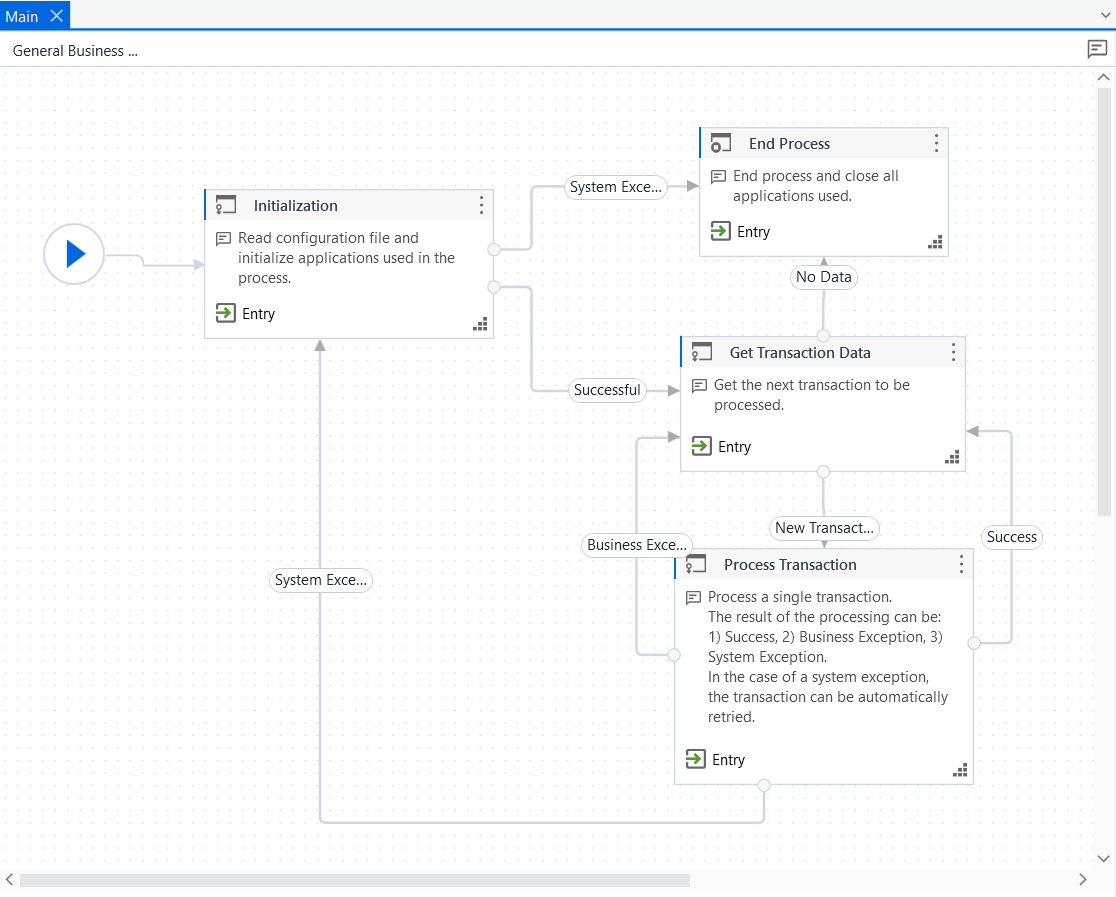 Main
General Business ...
End Process
End process and close all
applications used.
Entry
System Exce...
Initialization
Read configuration file and
initialize applications used in the
process.
Entry
No Data
Get Transaction Data
Get the next transaction to be
processed.
Entry
Successful
New Transact...
Business Exce...
Success
Process Transaction
Process a single transaction.
The result of the processing can be:
1) Success, 2) Business Exception, 3)
System Exception.
In the case of a system exception,
the transaction can be automatically
retried.
Entry
System Exce...